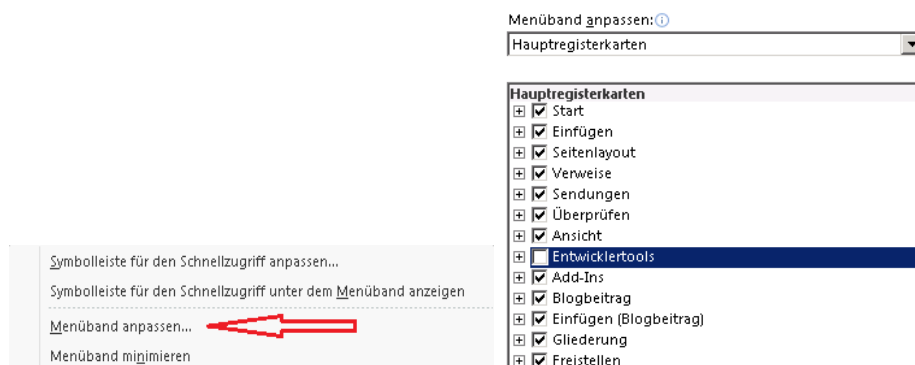 Menüband anpassen:
Hauptregisterkarten
Hauptregisterkarten
Start
Einfügen
Seitenlayout
Verweise
Sendungen
Überprüfen
Ansicht
Entwicklertools
Add-Ins
Blogbeitrag
Einfügen (Blogbeitrag)
Gliederung
Freistellen
Symbolleiste für den Schnellzugriff anpassen...
Symbolleiste für den Schnellzugriff unter dem Menüband anzeigen
Menüband anpassen...
Menüband minimieren